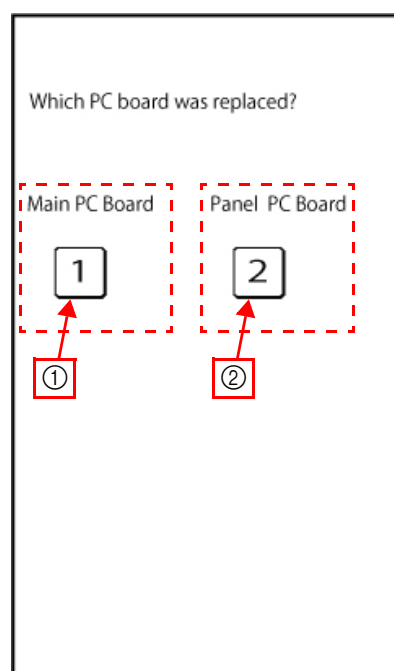 Which PC board was replaced?
Main PC Board Panel PC Board
1 2
① ②